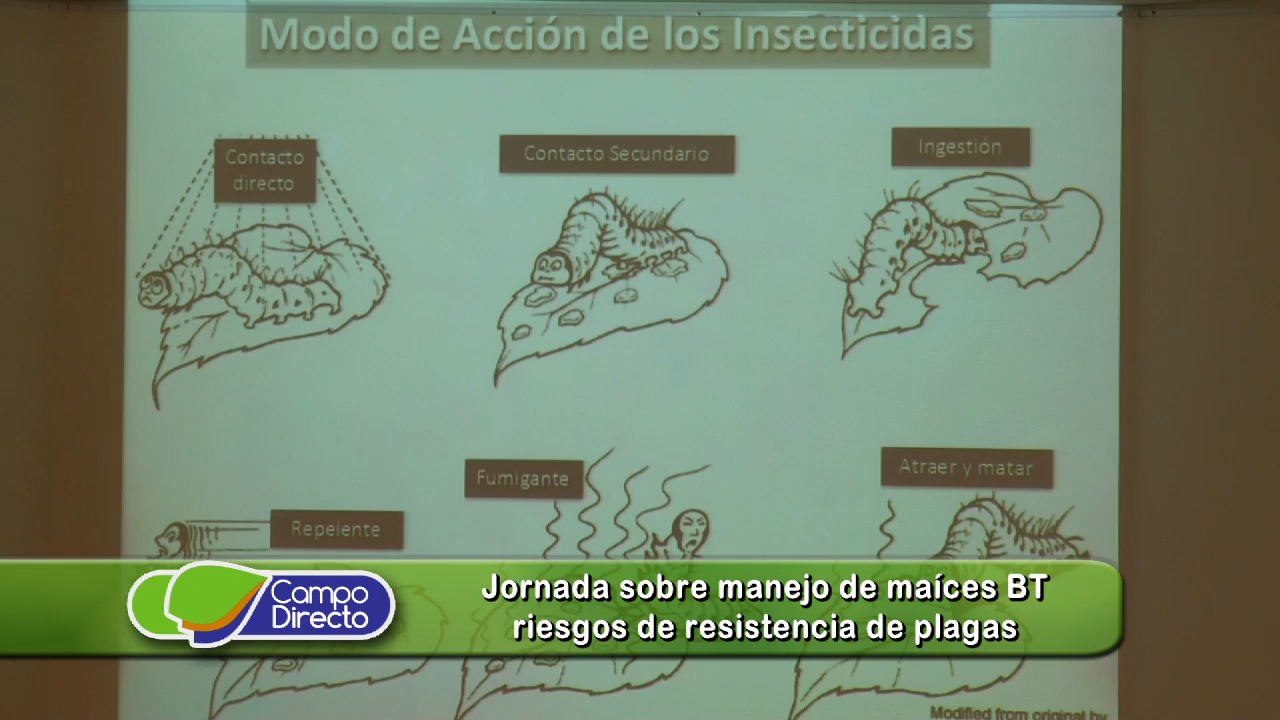 Modo de Acción de los Insecticidas
Contacto
directo
Contacto Secundario
Ingestión
Repelente
Fumigante
Atraer y matar
Campo
Directo
Jornada sobre manejo de maíces BT
riesgos de resistencia de plagas
Modified from original by